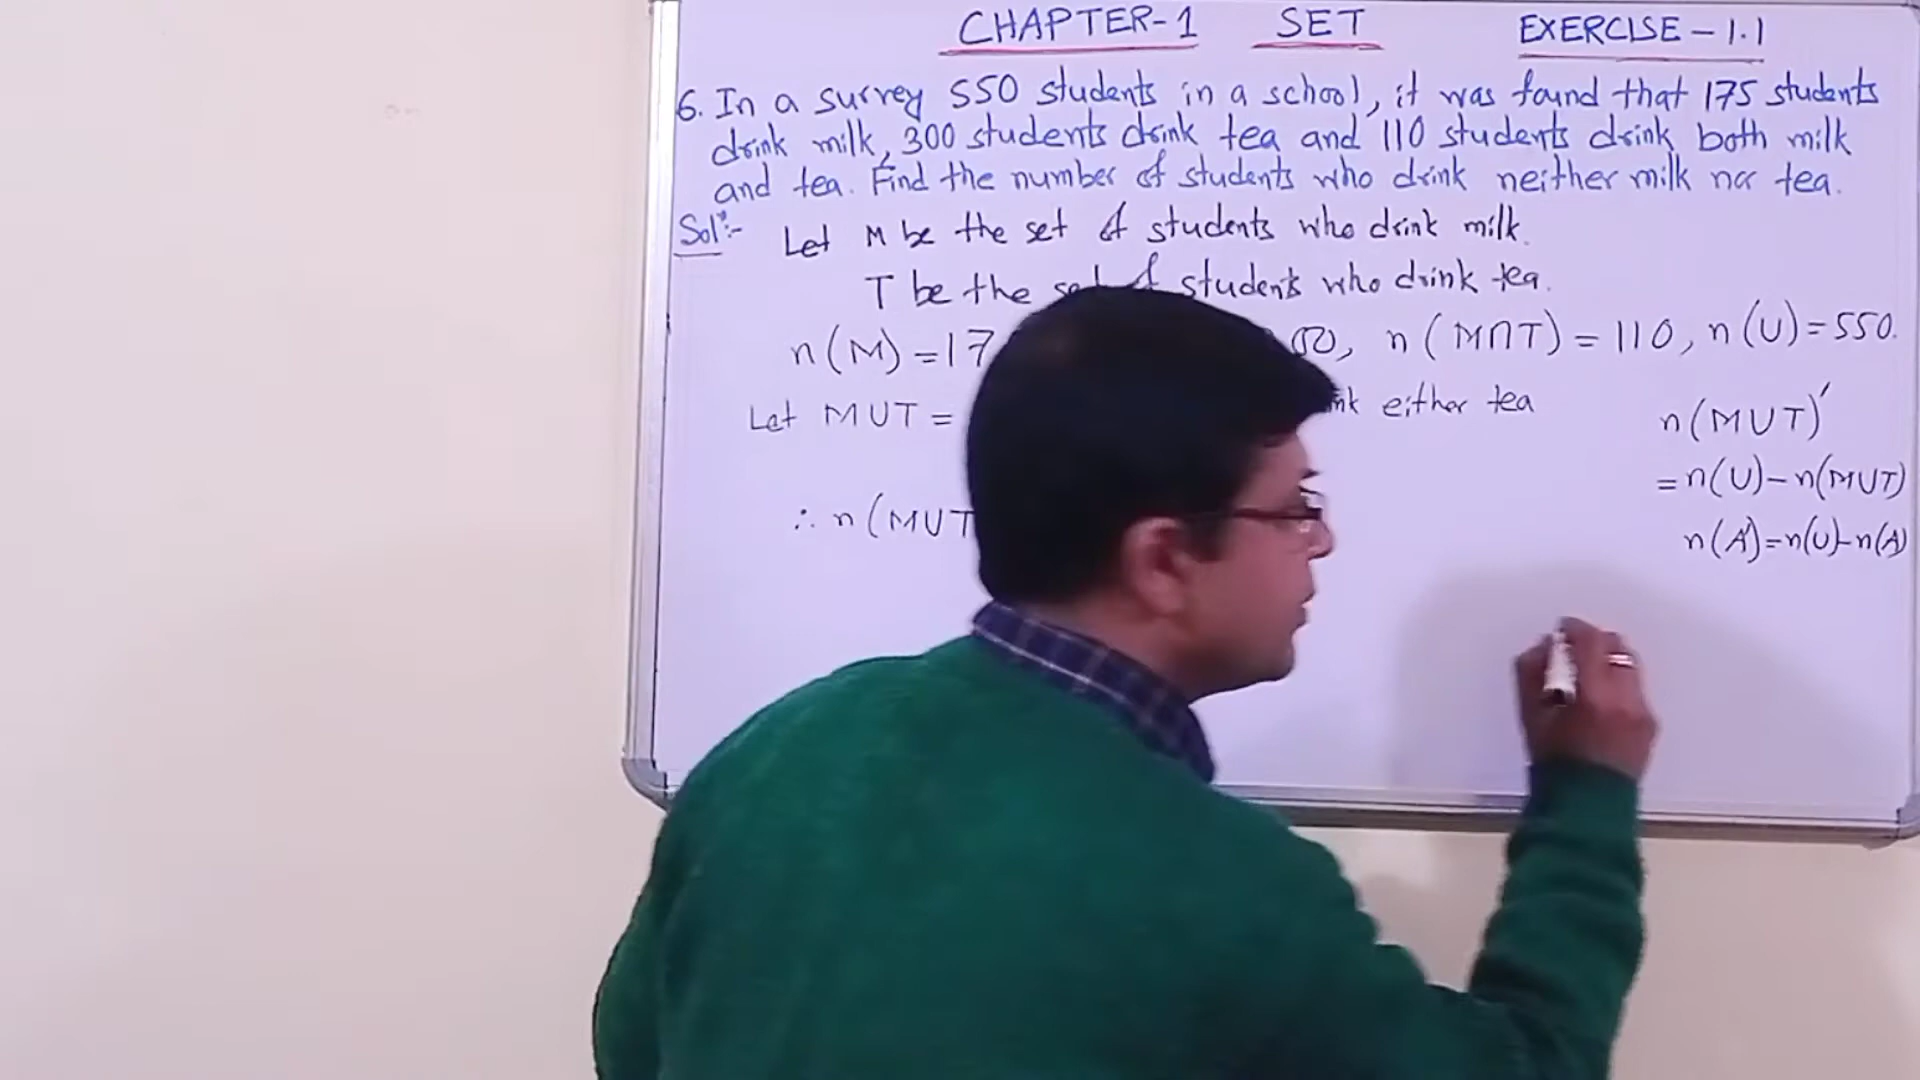 CHAPTER-1 SET EXERCISE-1.1
6. In a survey 550 students in a school, it was found that 175 students
drink milk, 300 students drink tea and 110 students drink both milk
and tea. Find the number of students who drink neither milk nor tea.
Solⁿ:- Let M be the set of students who drink milk.
T be the set of students who drink tea.
n(M)=17 00, n(M∩T)=110, n(U)=550.
Let MUT = either tea
n(MUT)'
=n(U)-n(MUT)
∴ n(MUT
n(A')=n(U)-n(A)